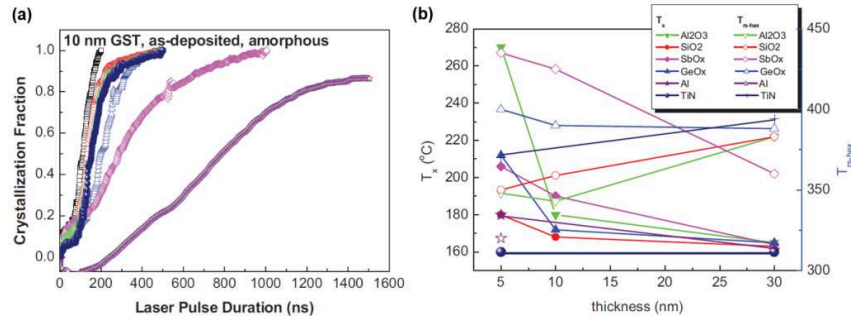 (a)
10 nm GST, as-deposited, amorphous
Crystallization Fraction
1.0
0.8
0.6
0.4
0.2
0.0
0 200 400 600 800 1000 1200 1400 1600
Laser Pulse Duration (ns)
(b)
Tx (°C)
280
260
240
220
200
180
160
5 10 15 20 25 30
thickness (nm)
450
400
350
300
Trs-hex
Tx Trs-hex
Al2O3 Al2O3
SiO2 SiO2
SbOx SbOx
GeOx GeOx
Al Al
TiN TiN